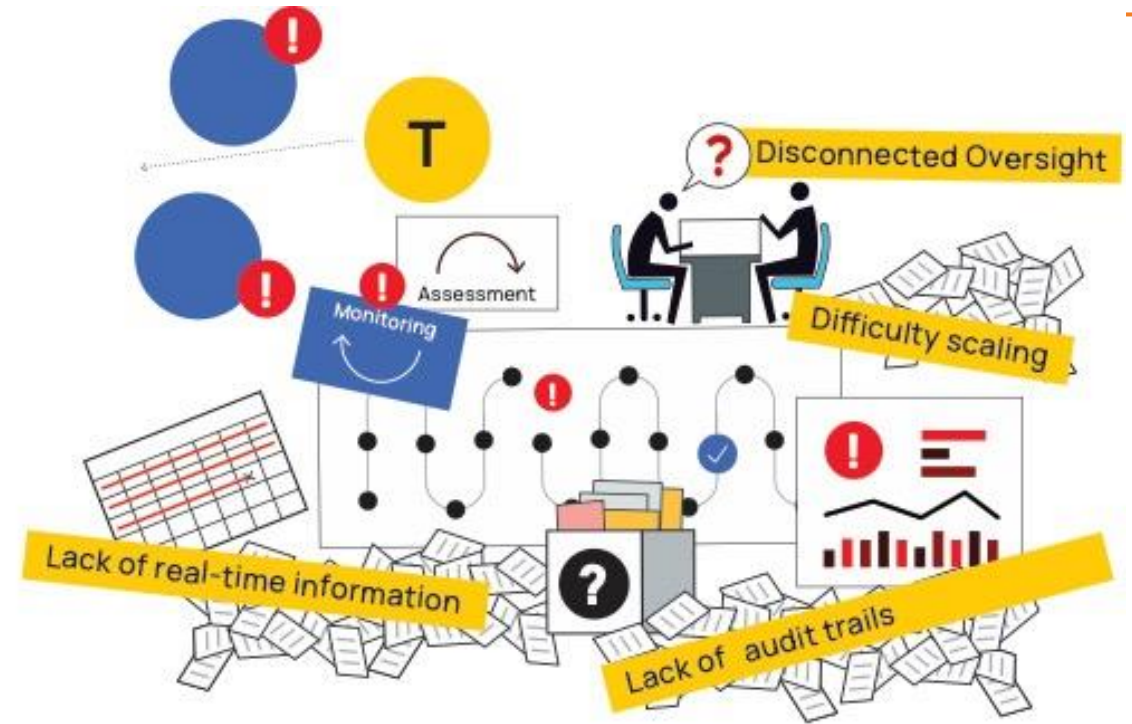 !
T
?
Disconnected Oversight
!
!
Assessment
Monitoring
Difficulty scaling
!
!
Lack of real-time information
?
Lack of audit trails